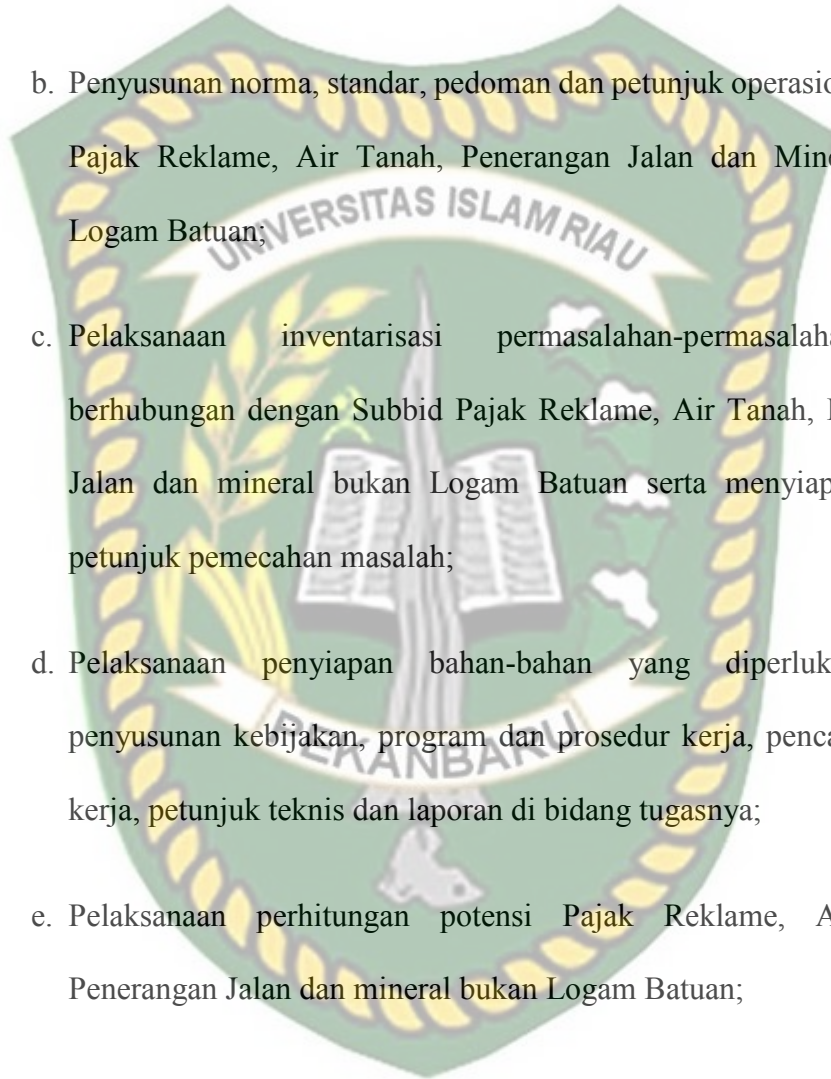 b. Penyusunan norma, standar, pedoman dan petunjuk operasio
Pajak Reklame, Air Tanah, Penerangan Jalan dan Mine
Logam Batuan;
UNIVERSITAS ISLAM RIAU
c. Pelaksanaan inventarisasi permasalahan-permasalaha
berhubungan dengan Subbid Pajak Reklame, Air Tanah,
Jalan dan mineral bukan Logam Batuan serta menyiap
petunjuk pemecahan masalah;
d. Pelaksanaan penyiapan bahan-bahan yang diperluk
penyusunan kebijakan, program dan prosedur kerja, penca
PEKANBARU
kerja, petunjuk teknis dan laporan di bidang tugasnya;
e. Pelaksanaan perhitungan potensi Pajak Reklame, A
Penerangan Jalan dan mineral bukan Logam Batuan;